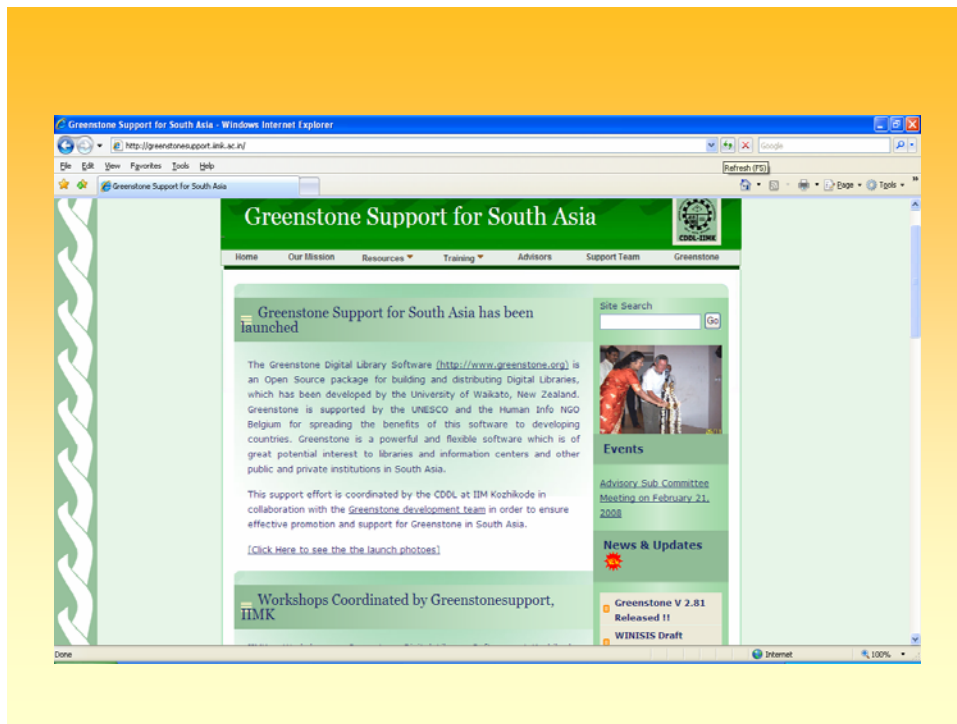 Greenstone Support for South Asia - Windows Internet Explorer
http://greenstonesupport.iimk.ac.in/
Google
File Edit View Favorites Tools Help
Refresh (F5)
Greenstone Support for South Asia
Page Tools
Greenstone Support for South Asia
CDDL-IIMK
Home Our Mission Resources Training Advisors Support Team Greenstone
Greenstone Support for South Asia has been
launched
The Greenstone Digital Library Software (http://www.greenstone.org) is
an Open Source package for building and distributing Digital Libraries,
which has been developed by the University of Waikato, New Zealand.
Greenstone is supported by the UNESCO and the Human Info NGO
Belgium for spreading the benefits of this software to developing
countries. Greenstone is a powerful and flexible software which is of
great potential interest to libraries and information centers and other
public and private institutions in South Asia.
This support effort is coordinated by the CDDL at IIM Kozhikode in
collaboration with the Greenstone development team in order to ensure
effective promotion and support for Greenstone in South Asia.
[Click Here to see the the launch photoes]
Workshops Coordinated by Greenstonesupport,
IIMK
Site Search
Go
Events
Advisory Sub Committee
Meeting on February 21,
2008
News & Updates
Greenstone V 2.81
Released !!
WINISIS Draft
Done
Internet
100%